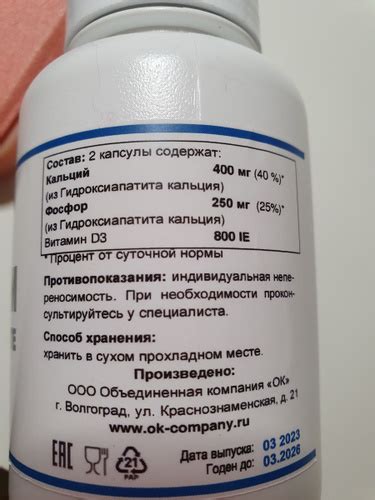 Состав: 2 капсулы содержат:
Кальций 400 мг (40 %)*
(из Гидроксиапатита кальция)
Фосфор 250 мг (25%)*
(из Гидроксиапатита кальция)
Витамин D3 800 IE
* Процент от суточной нормы
Противопоказания: индивидуальная непе-
реносимость. При необходимости прокон-
сультируйтесь у специалиста.
Способ хранения:
хранить в сухом прохладном месте.
Произведено:
ООО Объединенная компания «ОК»
г. Волгоград, ул. Краснознаменская, д. 21
www.ok-company.ru
EAC 21 PAP
Дата выпуска: 03 2023
Годен до: 03.2026